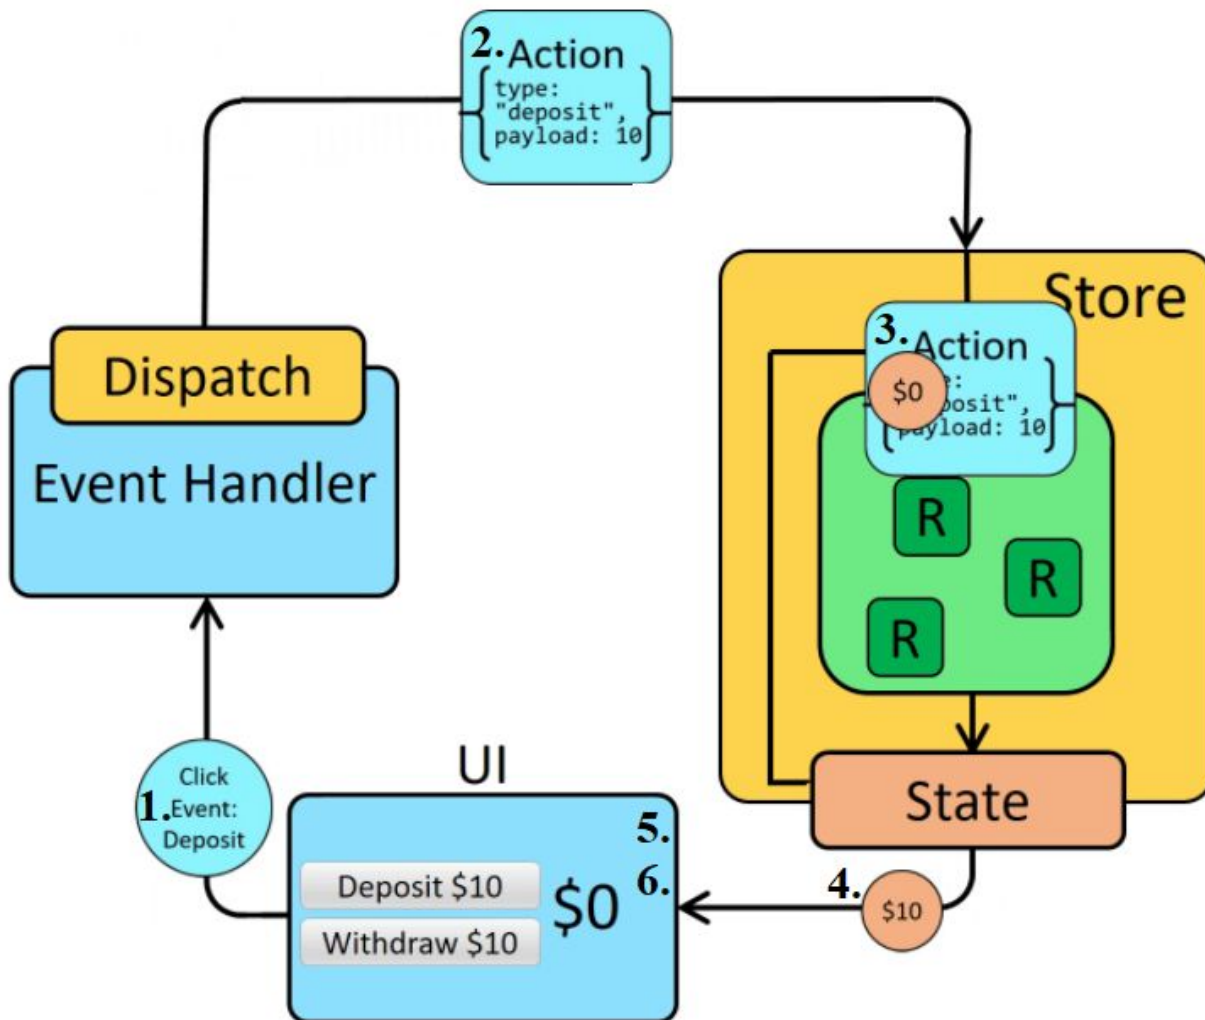 2. Action
type:
"deposit",
payload: 10
Store
3. Action
$0
posit",
payload: 10
Dispatch
Event Handler
R
R
R
State
UI
Click
1. Event:
Deposit
5.
6.
Deposit $10
Withdraw $10
$0
4. $10